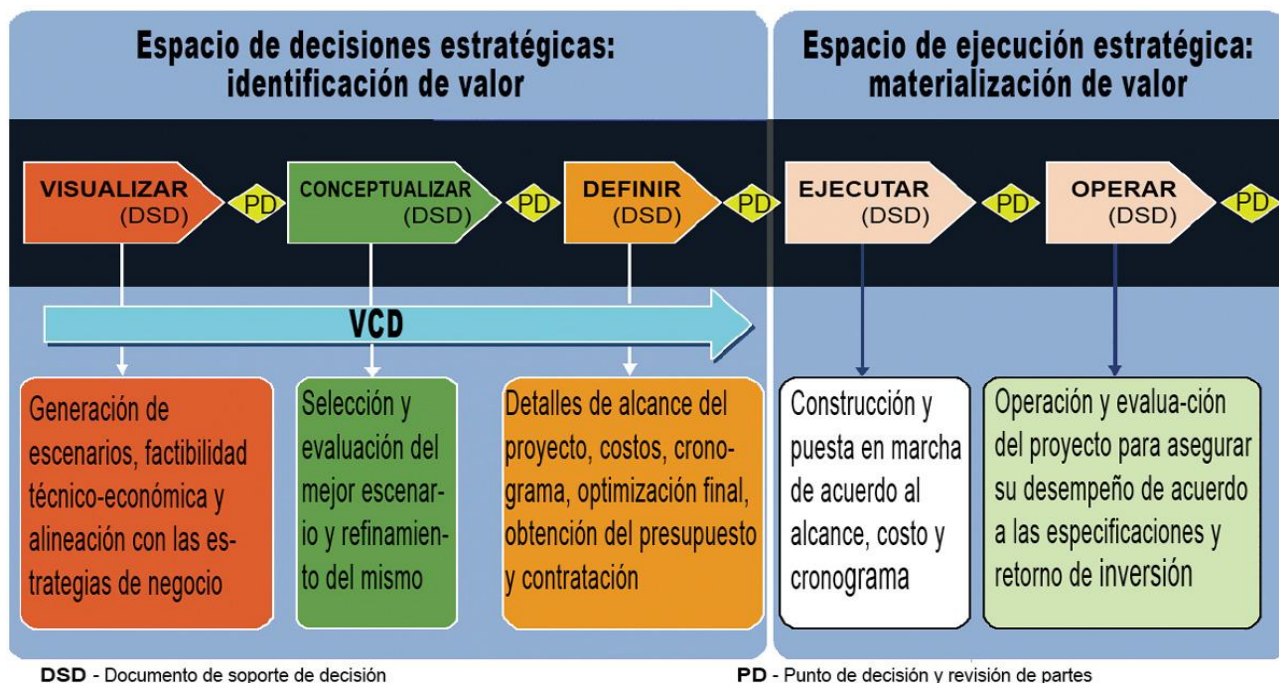 Espacio de decisiones estratégicas:
identificación de valor
Espacio de ejecución estratégica:
materialización de valor
VISUALIZAR
(DSD)
PD
CONCEPTUALIZAR
(DSD)
PD
DEFINIR
(DSD)
PD
EJECUTAR
(DSD)
PD
OPERAR
(DSD)
PD
VCD
Generación de
escenarios, factibilidad
técnico-económica y
alineación con las es-
trategias de negocio
Selección y
evaluación del
mejor escenar-
io y refinamien-
to del mismo
Detalles de alcance del
proyecto, costos, crono-
grama, optimización final,
obtención del presupuesto
y contratación
Construcción y
puesta en marcha
de acuerdo al
alcance, costo y
cronograma
Operación y evalua-ción
del proyecto para asegurar
su desempeño de acuerdo
a las especificaciones y
retorno de inversión
DSD - Documento de soporte de decisión
PD - Punto de decisión y revisión de partes